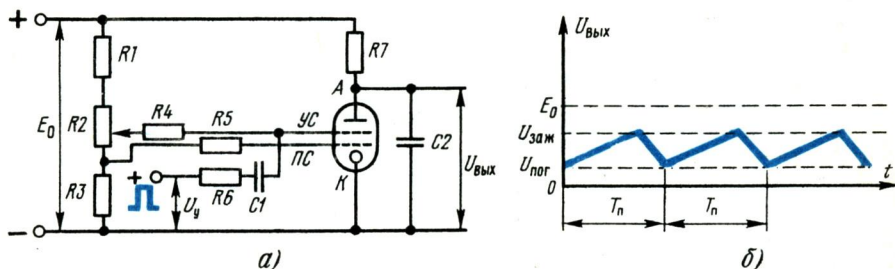 +
R1
R7
E₀
R2
R4
R5
УС
ПС
А
К
C2
Uвых
R3
+
Uу
R6
C1
−
а)
Uвых
E₀
Uзаж
Uпог
0
t
Tп
Tп
б)